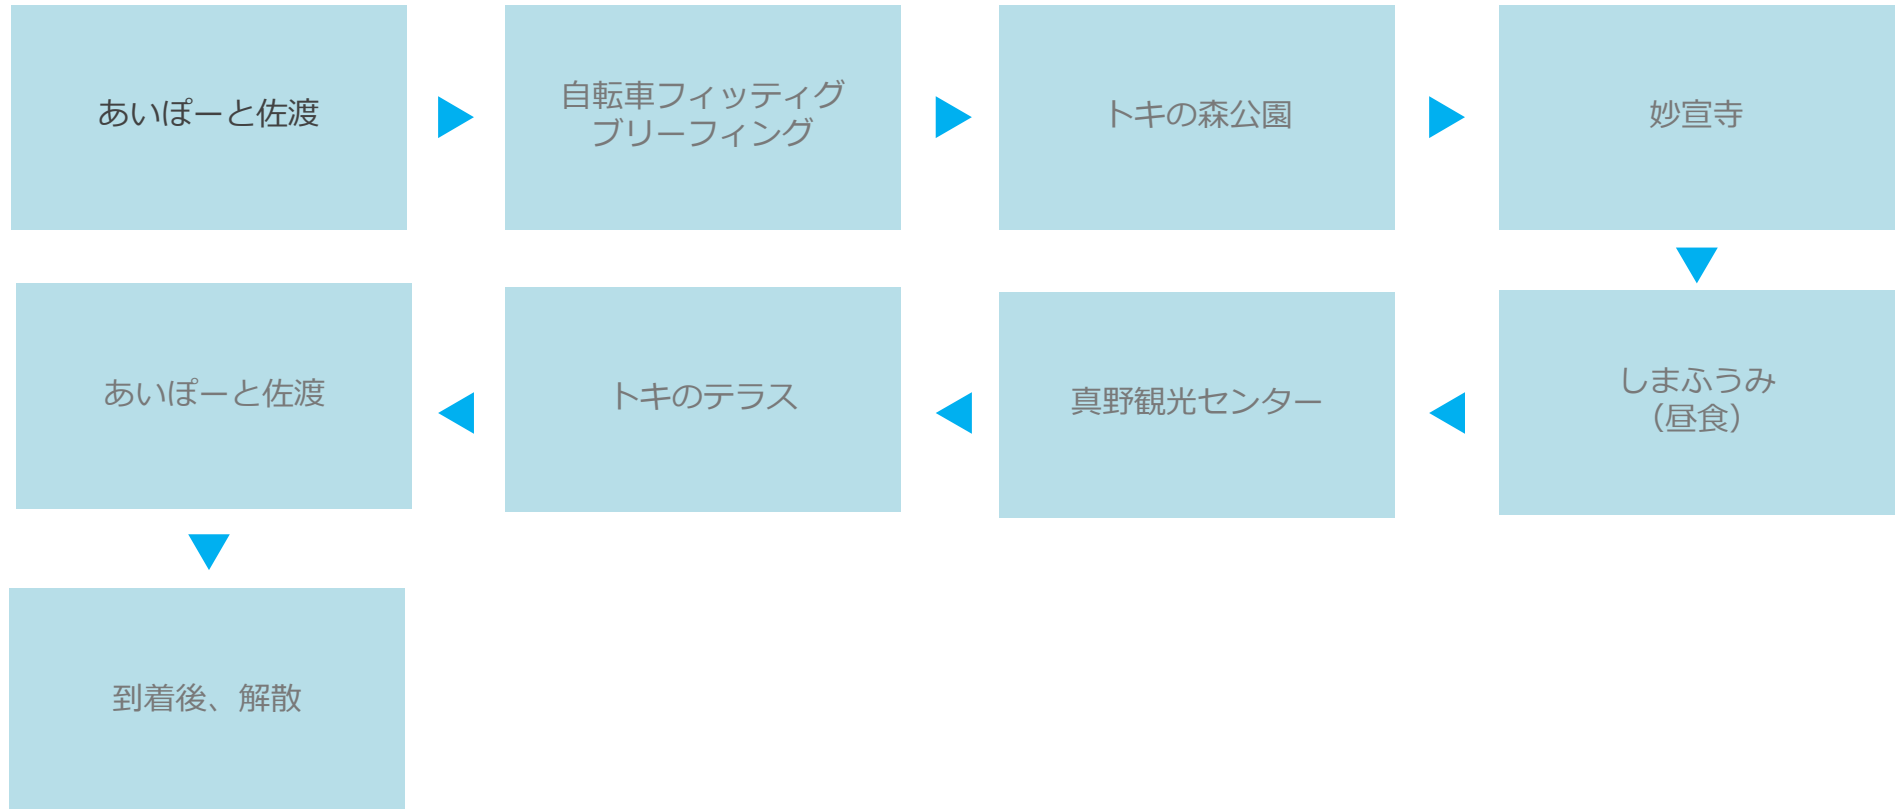 あいぽーと佐渡
自転車フィッティグ
ブリーフィング
トキの森公園
妙宣寺
しまふうみ
（昼食）
真野観光センター
トキのテラス
あいぽーと佐渡
到着後、解散